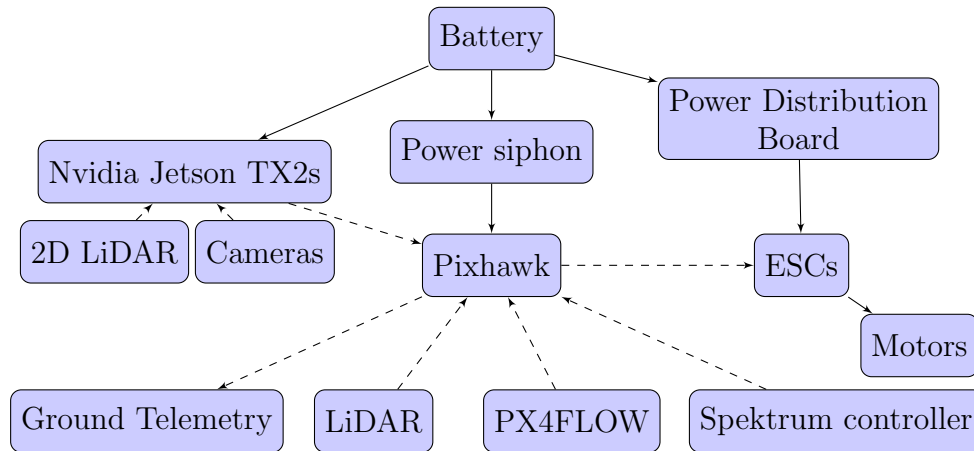 Battery
Power Distribution
Board
Power siphon
Nvidia Jetson TX2s
2D LiDAR
Cameras
Pixhawk
ESCs
Motors
Ground Telemetry
LiDAR
PX4FLOW
Spektrum controller